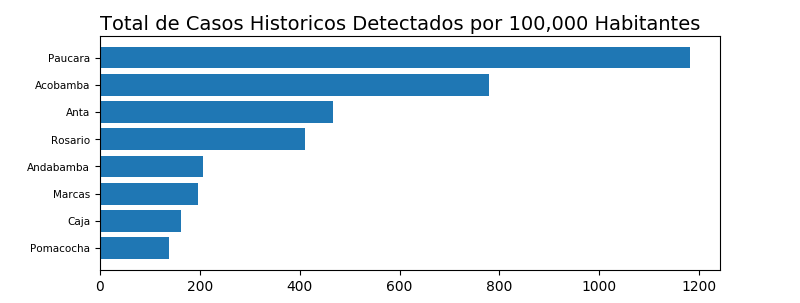 Total de Casos Historicos Detectados por 100,000 Habitantes
Paucara
Acobamba
Anta
Rosario
Andabamba
Marcas
Caja
Pomacocha
0 200 400 600 800 1000 1200